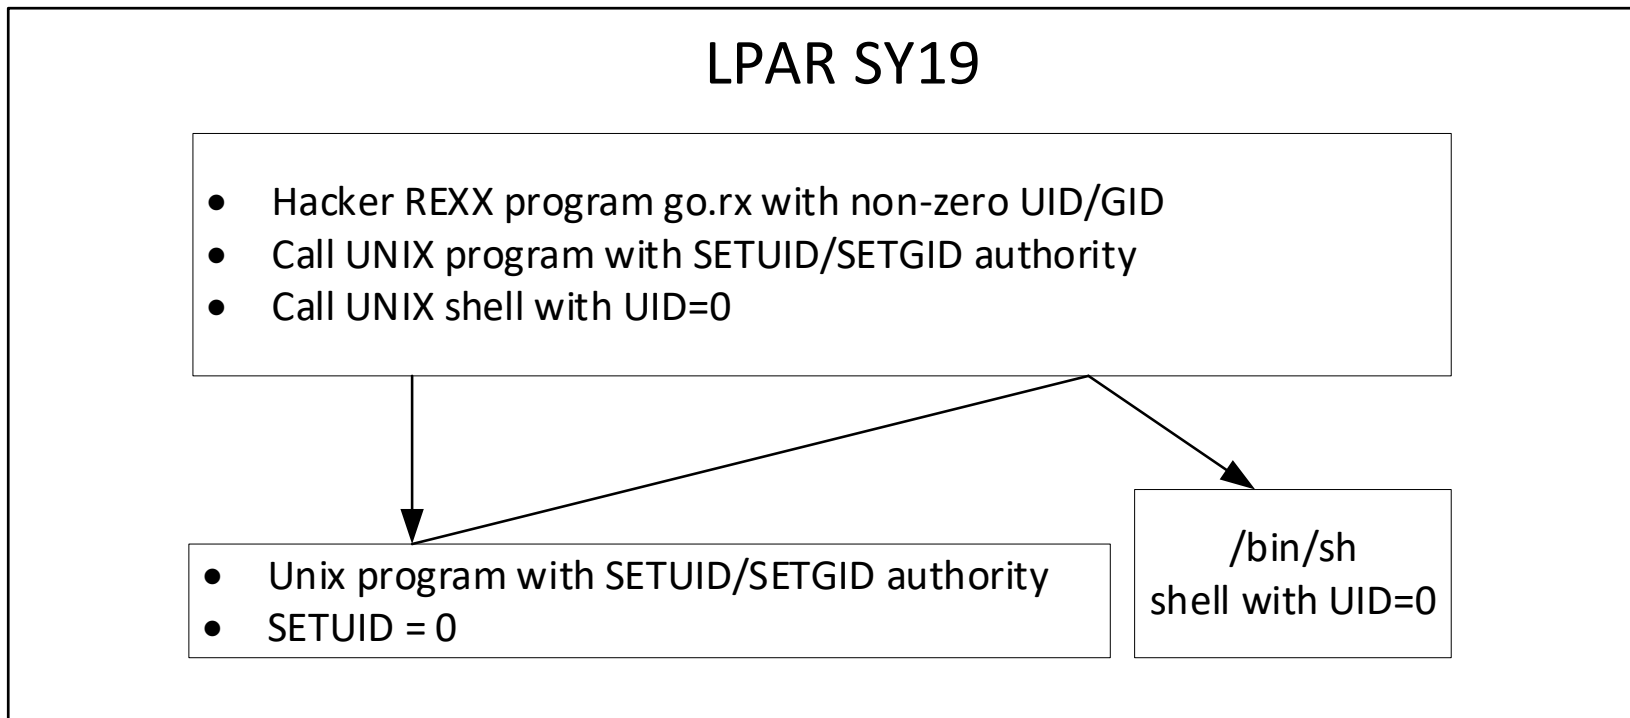 LPAR SY19
• Hacker REXX program go.rx with non-zero UID/GID
• Call UNIX program with SETUID/SETGID authority
• Call UNIX shell with UID=0
• Unix program with SETUID/SETGID authority
• SETUID = 0
/bin/sh
shell with UID=0